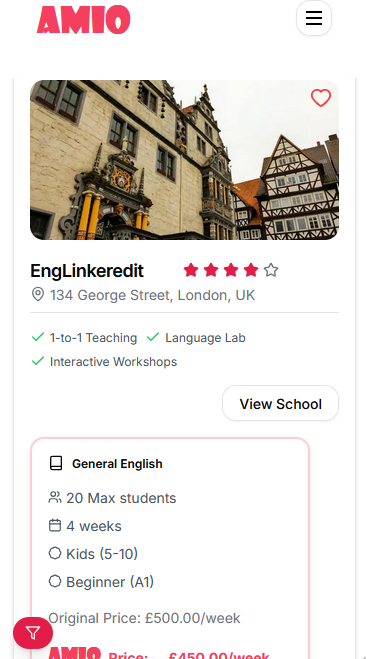 AMIO
EngLinkeredit
134 George Street, London, UK
1-to-1 Teaching Language Lab
Interactive Workshops
View School
General English
20 Max students
4 weeks
Kids (5-10)
Beginner (A1)
Original Price: £500.00/week
AMIO Price: £450.00/week